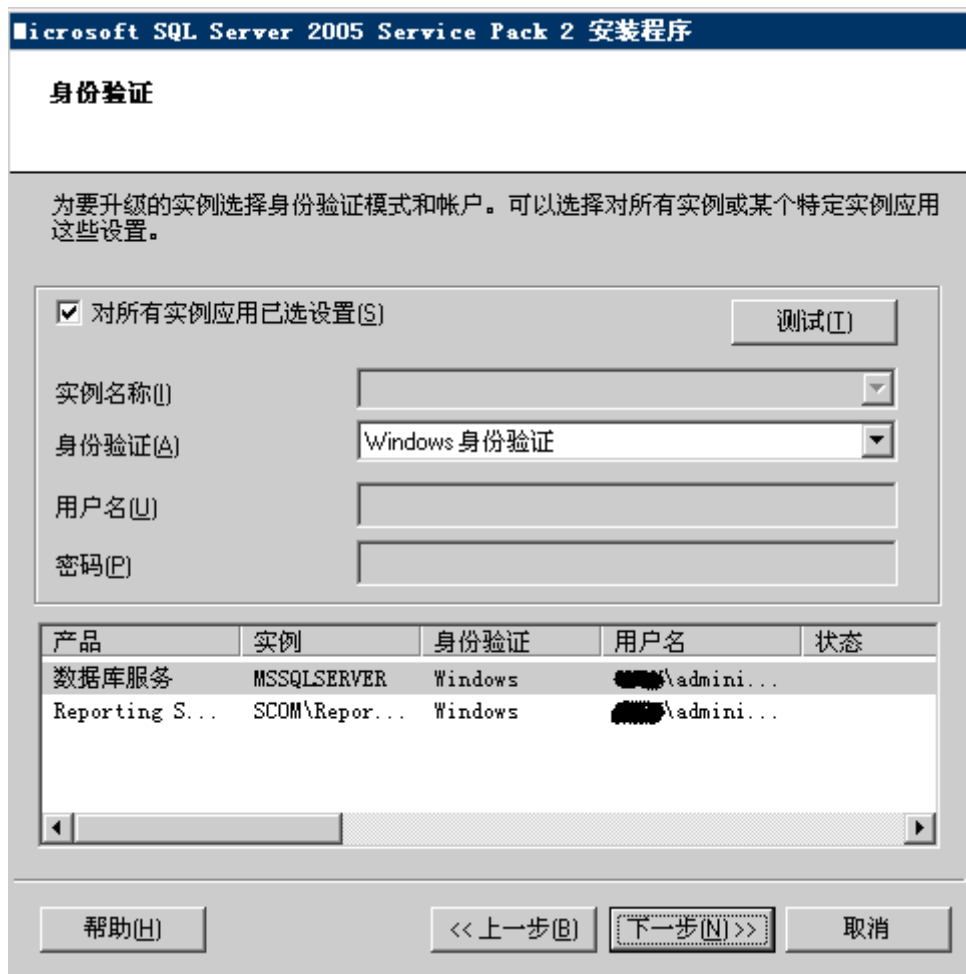 Microsoft SQL Server 2005 Service Pack 2 安装程序
身份验证
为要升级的实例选择身份验证模式和帐户。可以选择对所有实例或某个特定实例应用
这些设置。
对所有实例应用已选设置(S)
测试(T)
实例名称(I)
身份验证(A) Windows 身份验证
用户名(U)
密码(P)
产品 实例 身份验证 用户名 状态
数据库服务 MSSQLSERVER Windows \admini...
Reporting S... SCOM\Repor... Windows \admini...
帮助(H) << 上一步(B) 下一步(N) >> 取消